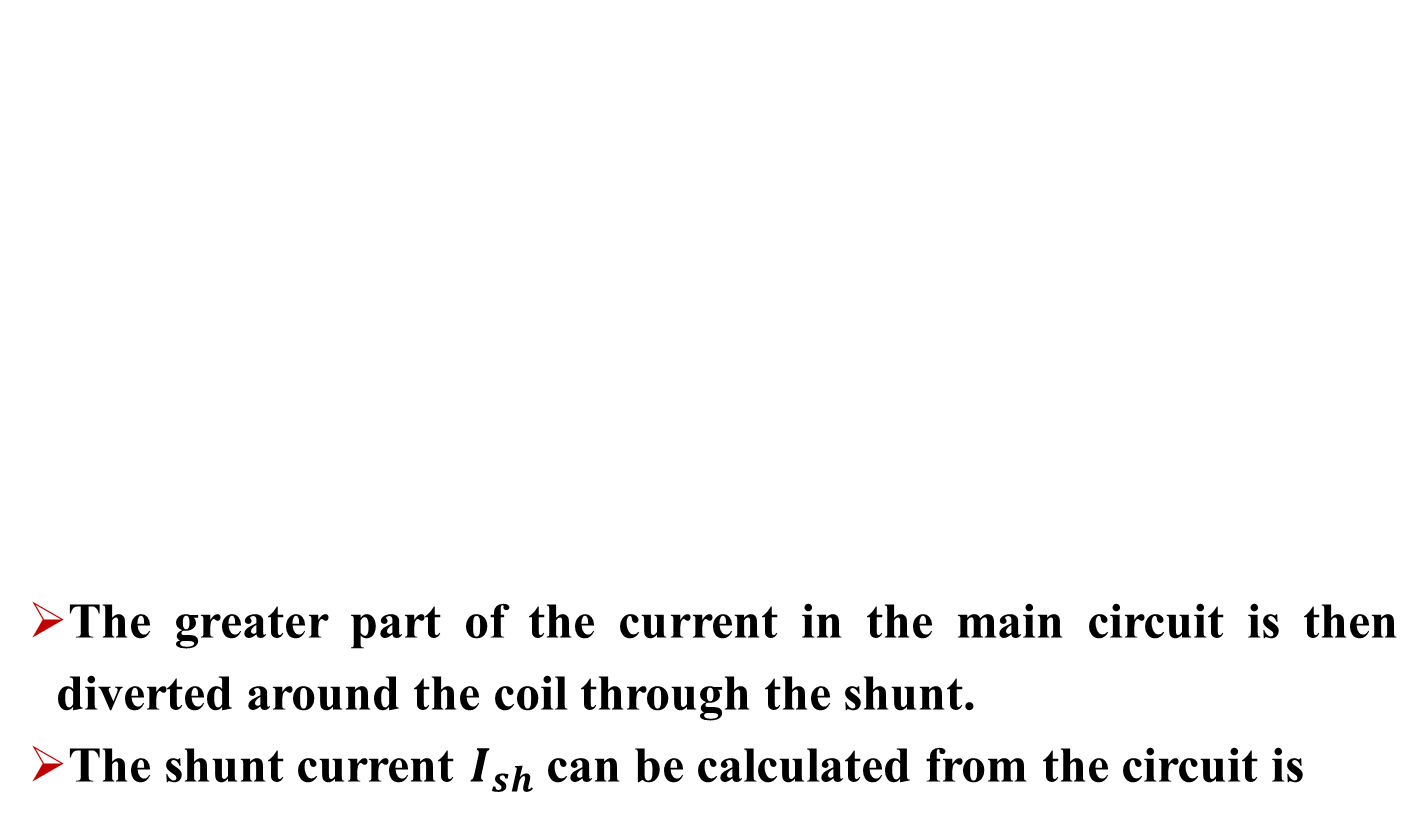 ➢The greater part of the current in the main circuit is then
diverted around the coil through the shunt.
➢The shunt current 𝑰𝒔𝒉 can be calculated from the circuit is